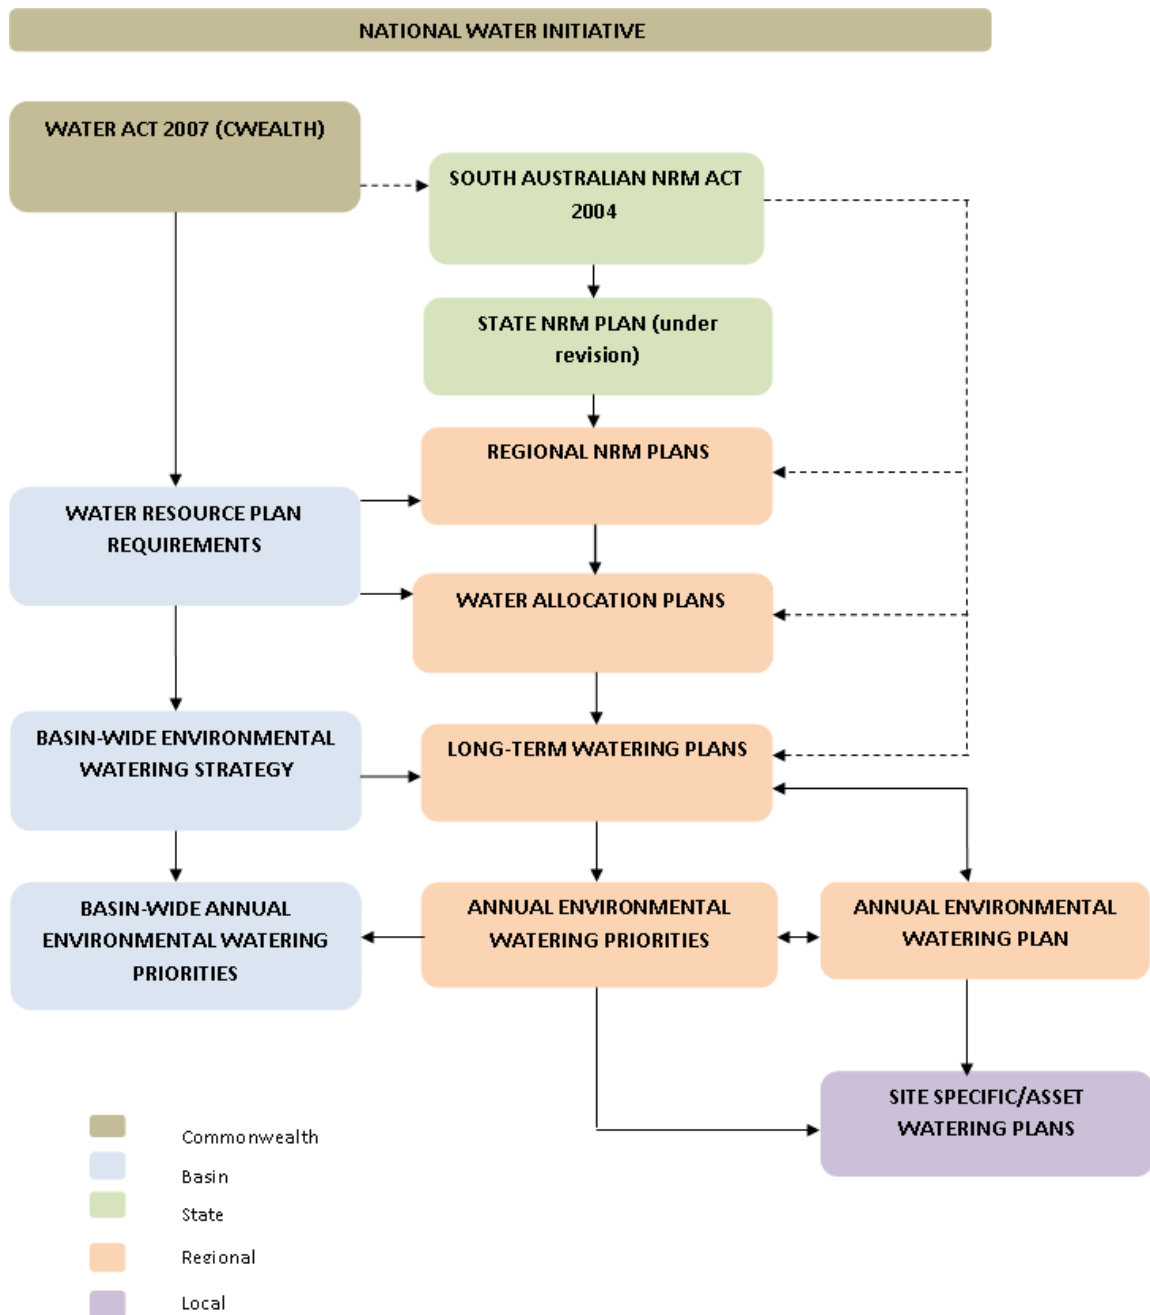 NATIONAL WATER INITIATIVE
WATER ACT 2007 (CWEALTH)
SOUTH AUSTRALIAN NRM ACT
2004
STATE NRM PLAN (under
revision)
REGIONAL NRM PLANS
WATER RESOURCE PLAN
REQUIREMENTS
WATER ALLOCATION PLANS
BASIN-WIDE ENVIRONMENTAL
WATERING STRATEGY
LONG-TERM WATERING PLANS
BASIN-WIDE ANNUAL
ENVIRONMENTAL WATERING
PRIORITIES
ANNUAL ENVIRONMENTAL
WATERING PRIORITIES
ANNUAL ENVIRONMENTAL
WATERING PLAN
SITE SPECIFIC/ASSET
WATERING PLANS
Commonwealth
Basin
State
Regional
Local